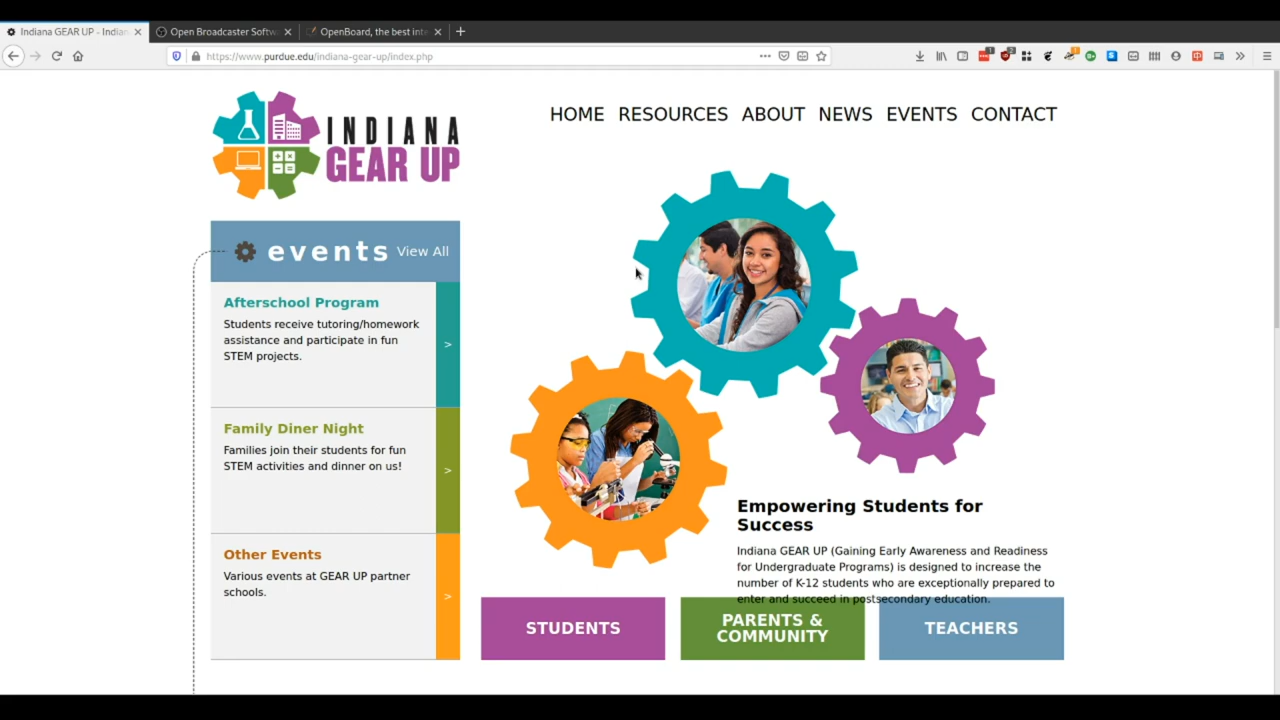 Indiana GEAR UP - Indian
Open Broadcaster Softw
OpenBoard, the best inte
https://www.purdue.edu/indiana-gear-up/index.php
INDIANA
GEAR UP
HOME RESOURCES ABOUT NEWS EVENTS CONTACT
events View All
Afterschool Program
Students receive tutoring/homework
assistance and participate in fun
STEM projects.
>
Family Diner Night
Families join their students for fun
STEM activities and dinner on us!
>
Other Events
Various events at GEAR UP partner
schools.
>
Empowering Students for
Success
Indiana GEAR UP (Gaining Early Awareness and Readiness
for Undergraduate Programs) is designed to increase the
number of K-12 students who are exceptionally prepared to
enter and succeed in postsecondary education.
STUDENTS
PARENTS &
COMMUNITY
TEACHERS